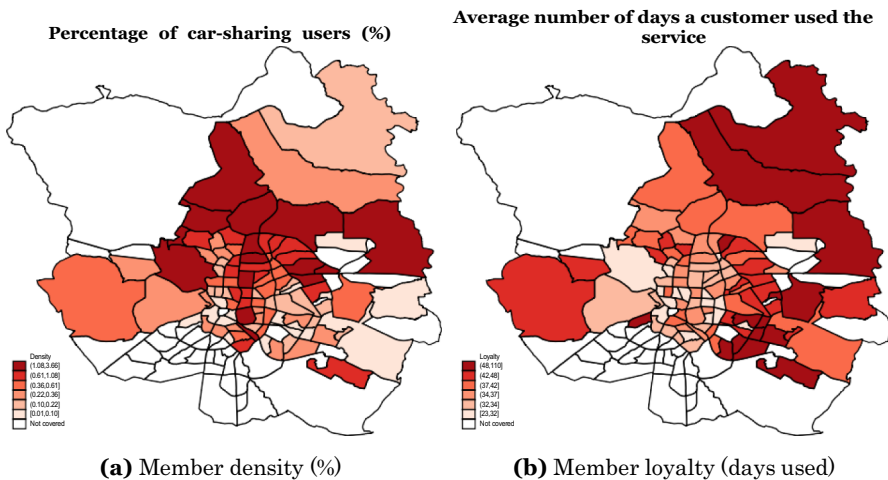 Percentage of car-sharing users (%)
Average number of days a customer used the
service
Density
(1.08,3.66]
(0.61,1.08]
(0.36,0.61]
(0.22,0.36]
(0.10,0.22]
[0.01,0.10]
Not covered
Loyalty
(48,110]
(42,48]
(37,42]
(34,37]
(32,34]
[23,32]
Not covered
(a) Member density (%)
(b) Member loyalty (days used)